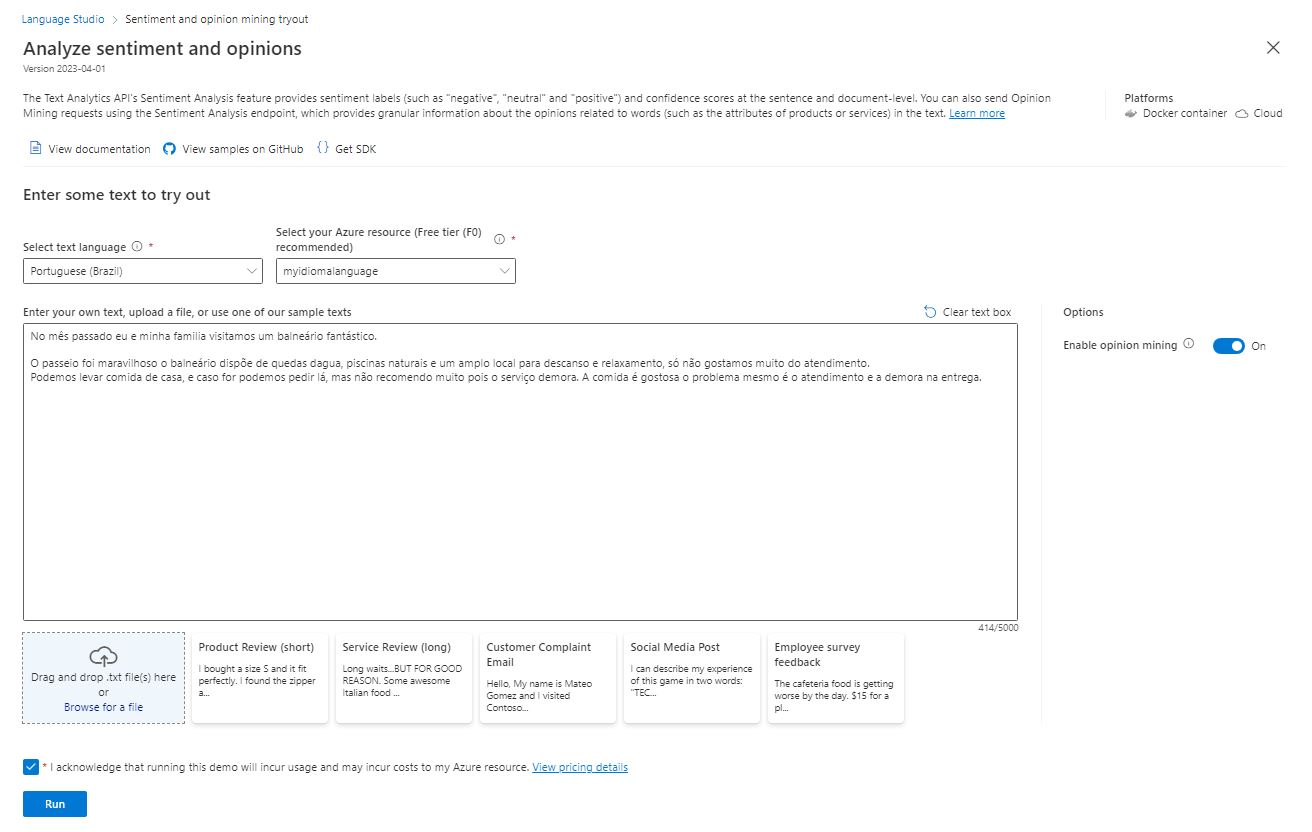 Language Studio > Sentiment and opinion mining tryout
Analyze sentiment and opinions
Version 2023-04-01
The Text Analytics API's Sentiment Analysis feature provides sentiment labels (such as "negative", "neutral" and "positive") and confidence scores at the sentence and document-level. You can also send Opinion
Mining requests using the Sentiment Analysis endpoint, which provides granular information about the opinions related to words (such as the attributes of products or services) in the text. Learn more
Platforms
Docker container Cloud
View documentation View samples on GitHub {} Get SDK
Enter some text to try out
Select text language *
Portuguese (Brazil)
Select your Azure resource (Free tier (F0)
recommended) *
myidiomalanguage
Enter your own text, upload a file, or use one of our sample texts
Clear text box
No mês passado eu e minha familia visitamos um balneário fantástico.
O passeio foi maravilhoso o balneário dispõe de quedas dagua, piscinas naturais e um amplo local para descanso e relaxamento, só não gostamos muito do atendimento.
Podemos levar comida de casa, e caso for podemos pedir lá, mas não recomendo muito pois o serviço demora. A comida é gostosa o problema mesmo é o atendimento e a demora na entrega.
414/5000
Options
Enable opinion mining On
Drag and drop .txt file(s) here
or
Browse for a file
Product Review (short)
I bought a size S and it fit
perfectly. I found the zipper
a...
Service Review (long)
Long waits...BUT FOR GOOD
REASON. Some awesome
Italian food ...
Customer Complaint
Email
Hello, My name is Mateo
Gomez and i visited
Contoso...
Social Media Post
I can describe my experience
of this game in two words:
"TEC...
Employee survey
feedback
The cafeteria food is getting
worse by the day. $15 for a
pl...
* I acknowledge that running this demo will incur usage and may incur costs to my Azure resource. View pricing details
Run